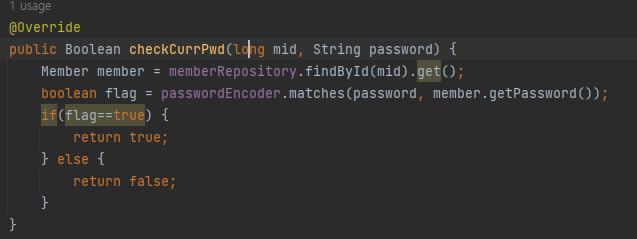 1 usage
@Override
public Boolean checkCurrPwd(long mid, String password) {
    Member member = memberRepository.findById(mid).get();
    boolean flag = passwordEncoder.matches(password, member.getPassword());
    if(flag==true) {
        return true;
    } else {
        return false;
    }
}